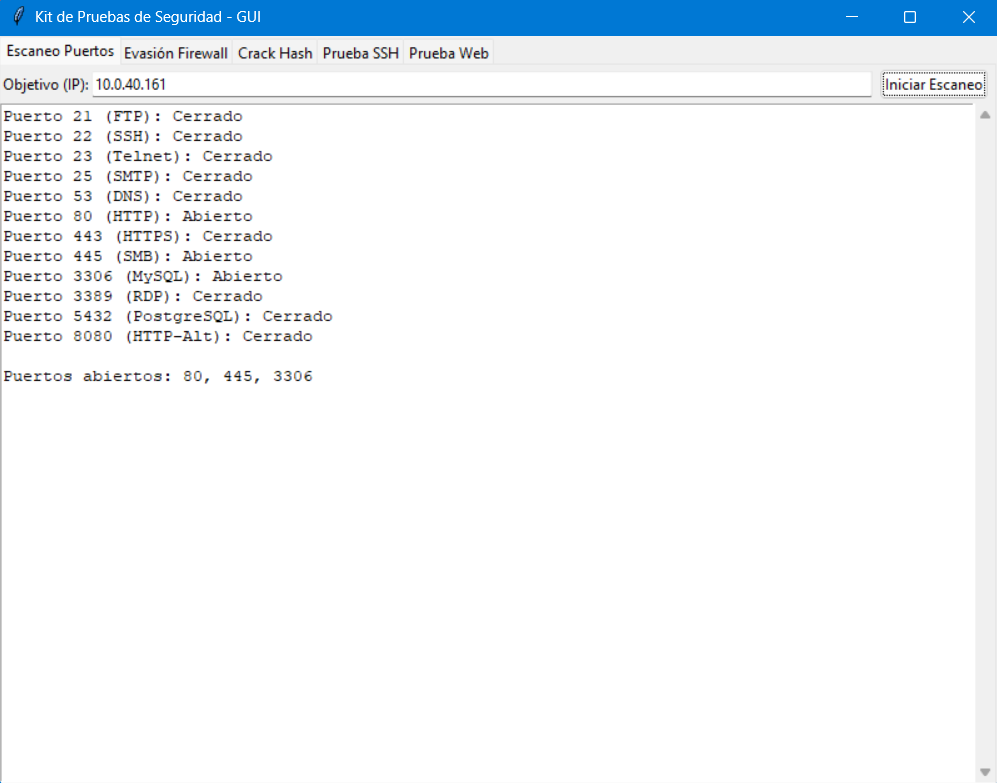 Kit de Pruebas de Seguridad - GUI
Escaneo Puertos Evasión Firewall Crack Hash Prueba SSH Prueba Web
Objetivo (IP): 10.0.40.161 Iniciar Escaneo
Puerto 21 (FTP): Cerrado
Puerto 22 (SSH): Cerrado
Puerto 23 (Telnet): Cerrado
Puerto 25 (SMTP): Cerrado
Puerto 53 (DNS): Cerrado
Puerto 80 (HTTP): Abierto
Puerto 443 (HTTPS): Cerrado
Puerto 445 (SMB): Abierto
Puerto 3306 (MySQL): Abierto
Puerto 3389 (RDP): Cerrado
Puerto 5432 (PostgreSQL): Cerrado
Puerto 8080 (HTTP-Alt): Cerrado
Puertos abiertos: 80, 445, 3306